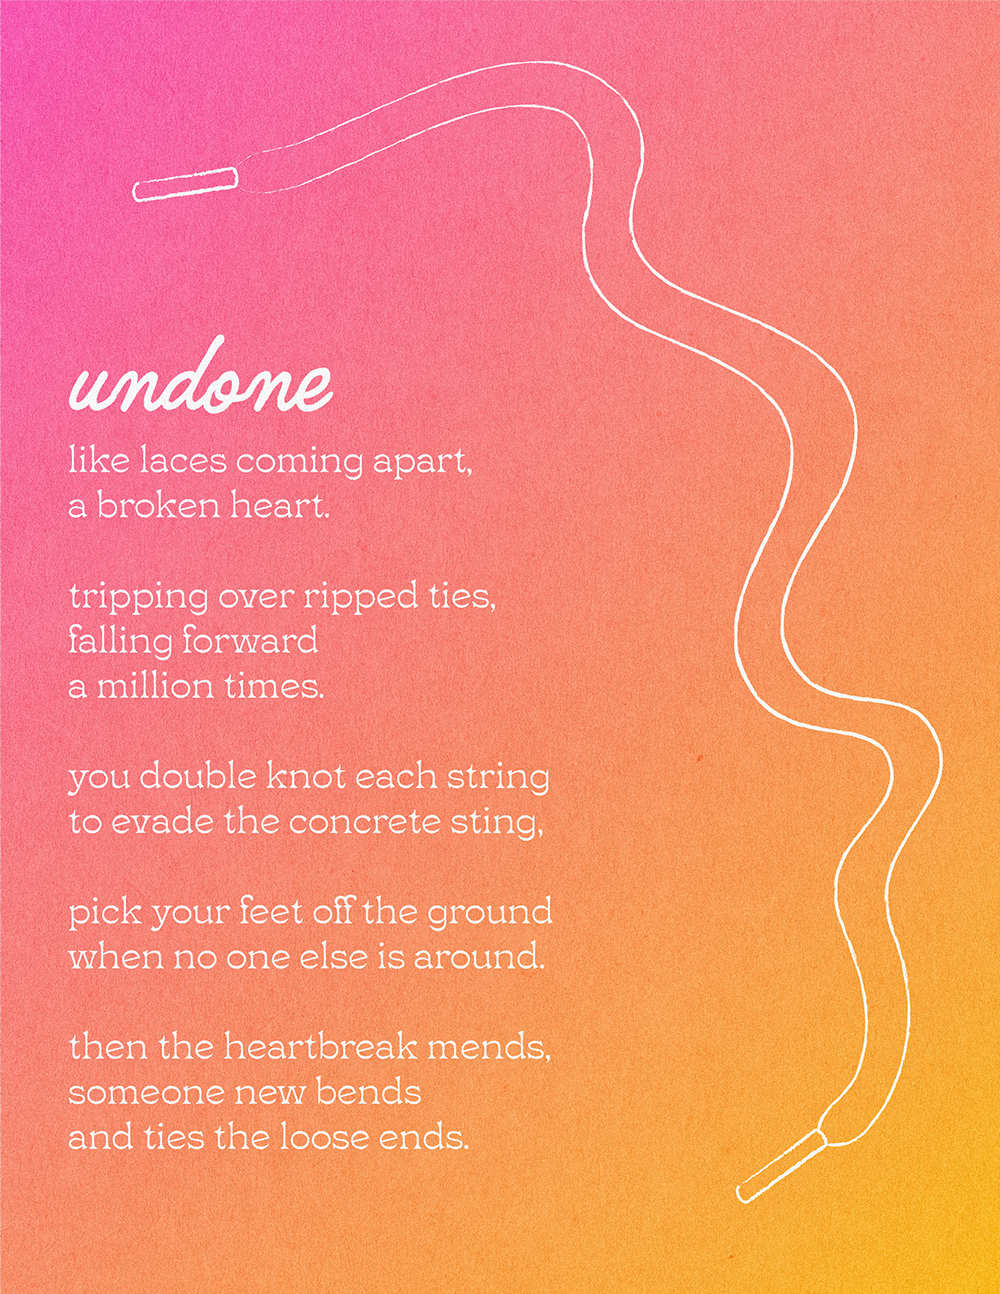 undone
like laces coming apart,
a broken heart.
tripping over ripped ties,
falling forward
a million times.
you double knot each string
to evade the concrete sting,
pick your feet off the ground
when no one else is around.
then the heartbreak mends,
someone new bends
and ties the loose ends.